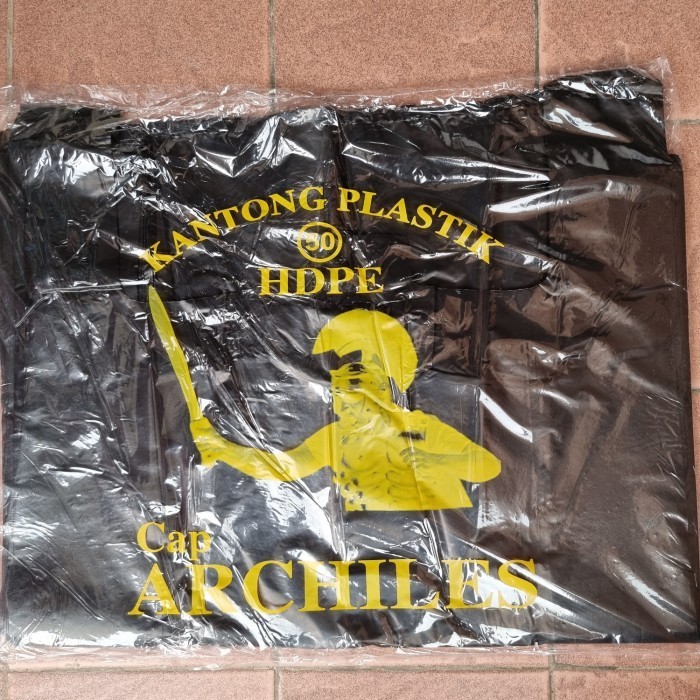 KANTONG PLASTIK
50
HDPE
Cap
ARCHILES